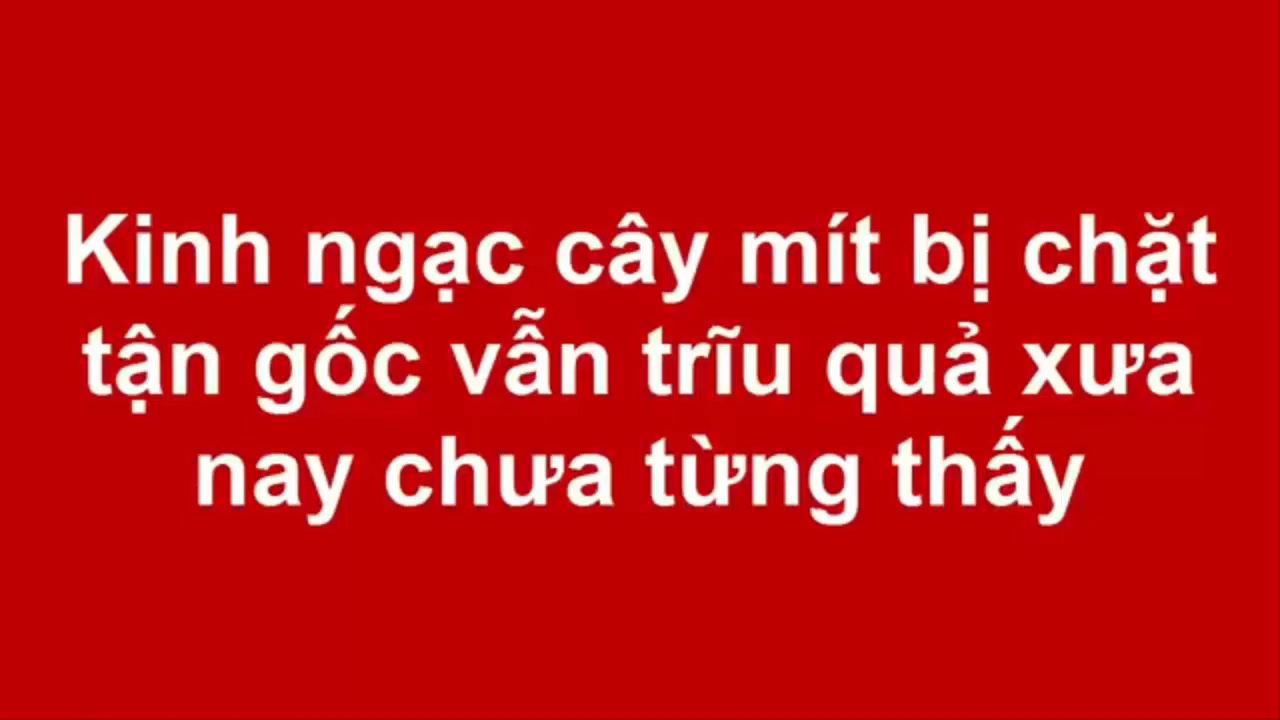 Kinh ngạc cây mít bị chặt
tận gốc vẫn trĩu quả xưa
nay chưa từng thấy